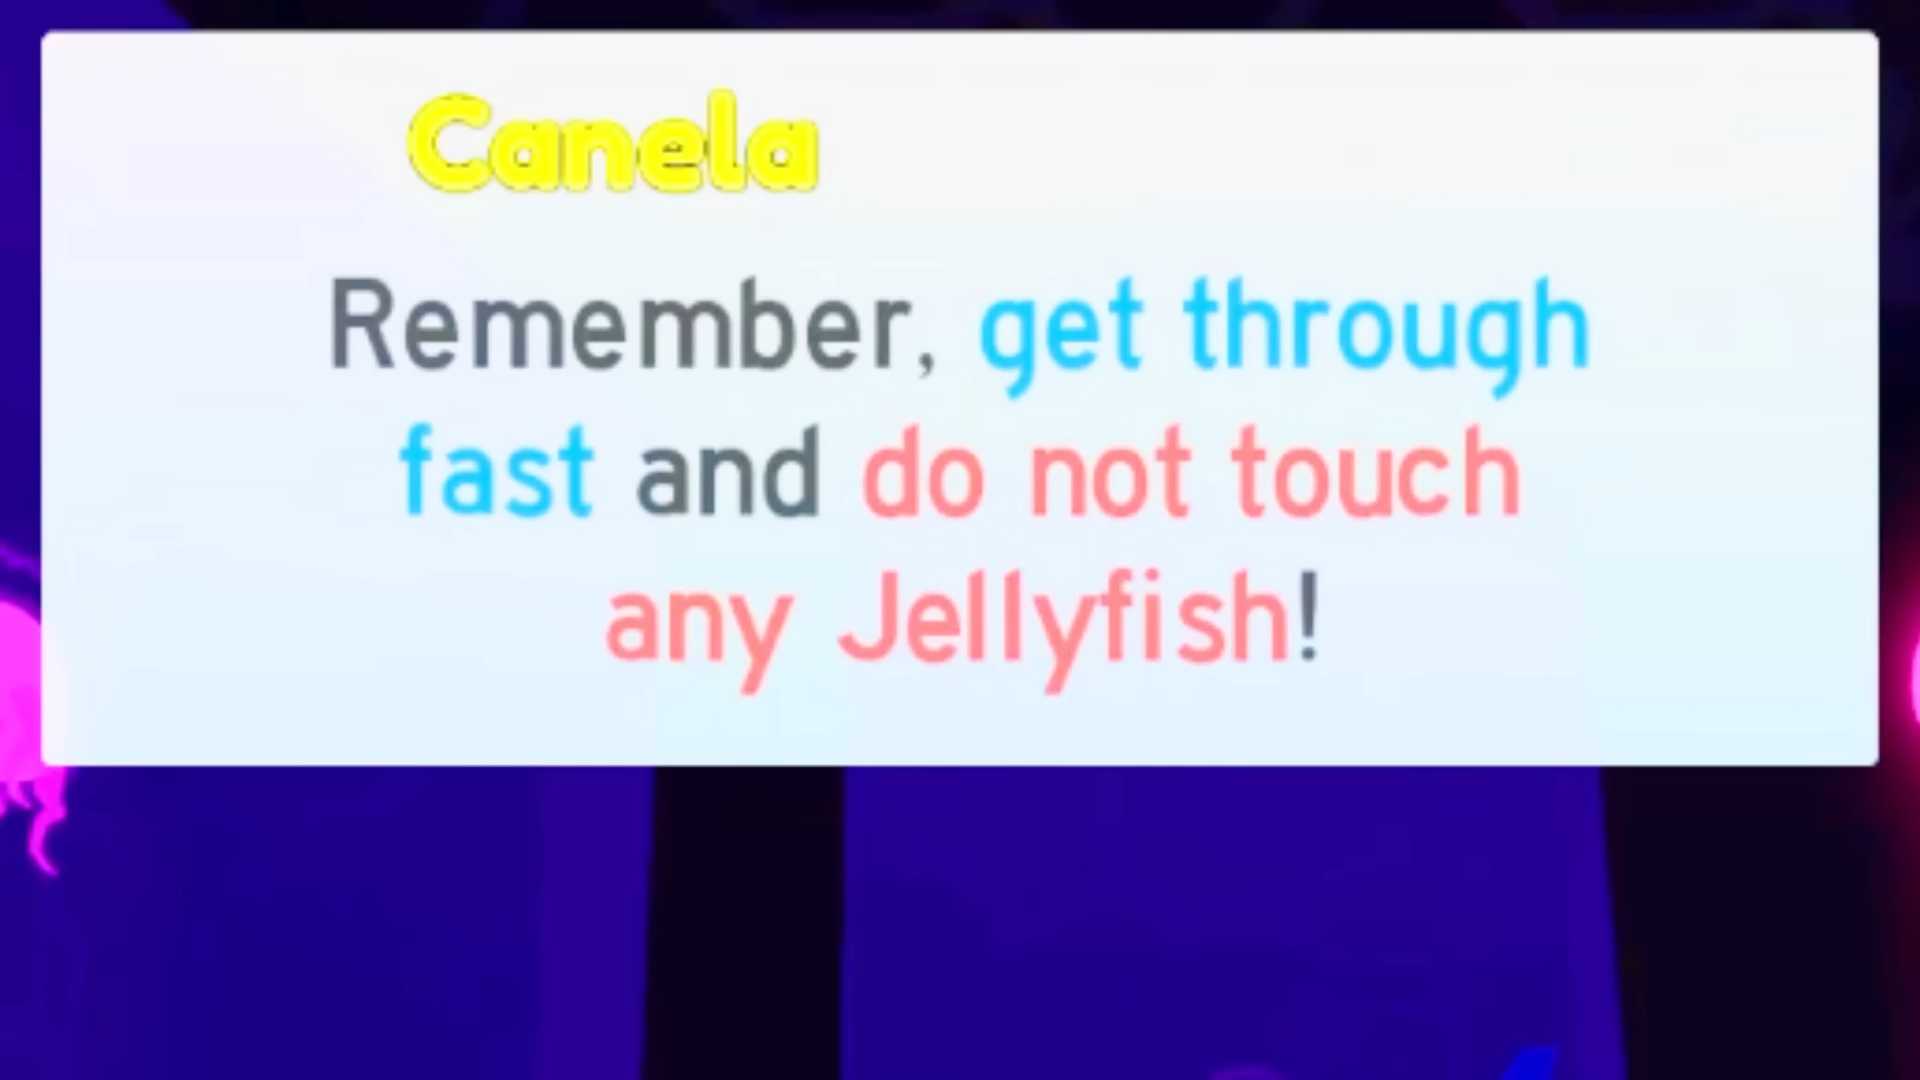 Canela
Remember, get through
fast and do not touch
any Jellyfish!